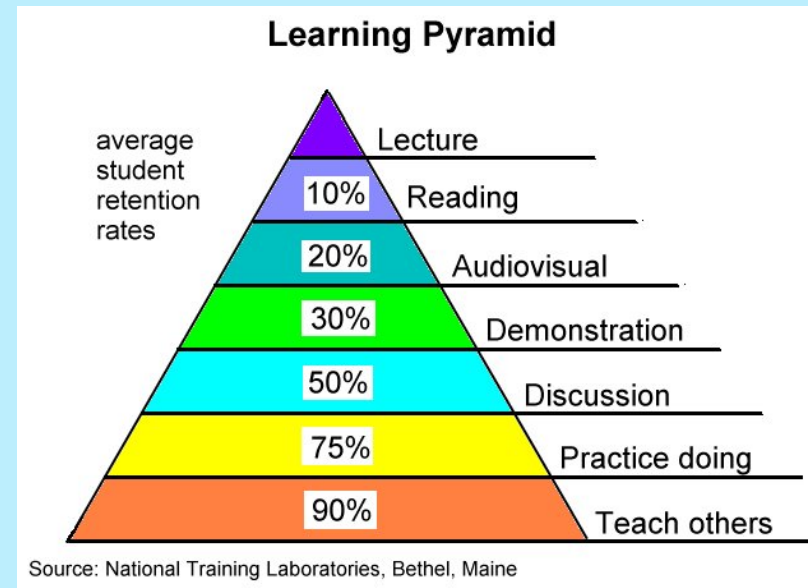 Learning Pyramid
average
student
retention
rates
Lecture
10% Reading
20% Audiovisual
30% Demonstration
50% Discussion
75% Practice doing
90% Teach others
Source: National Training Laboratories, Bethel, Maine